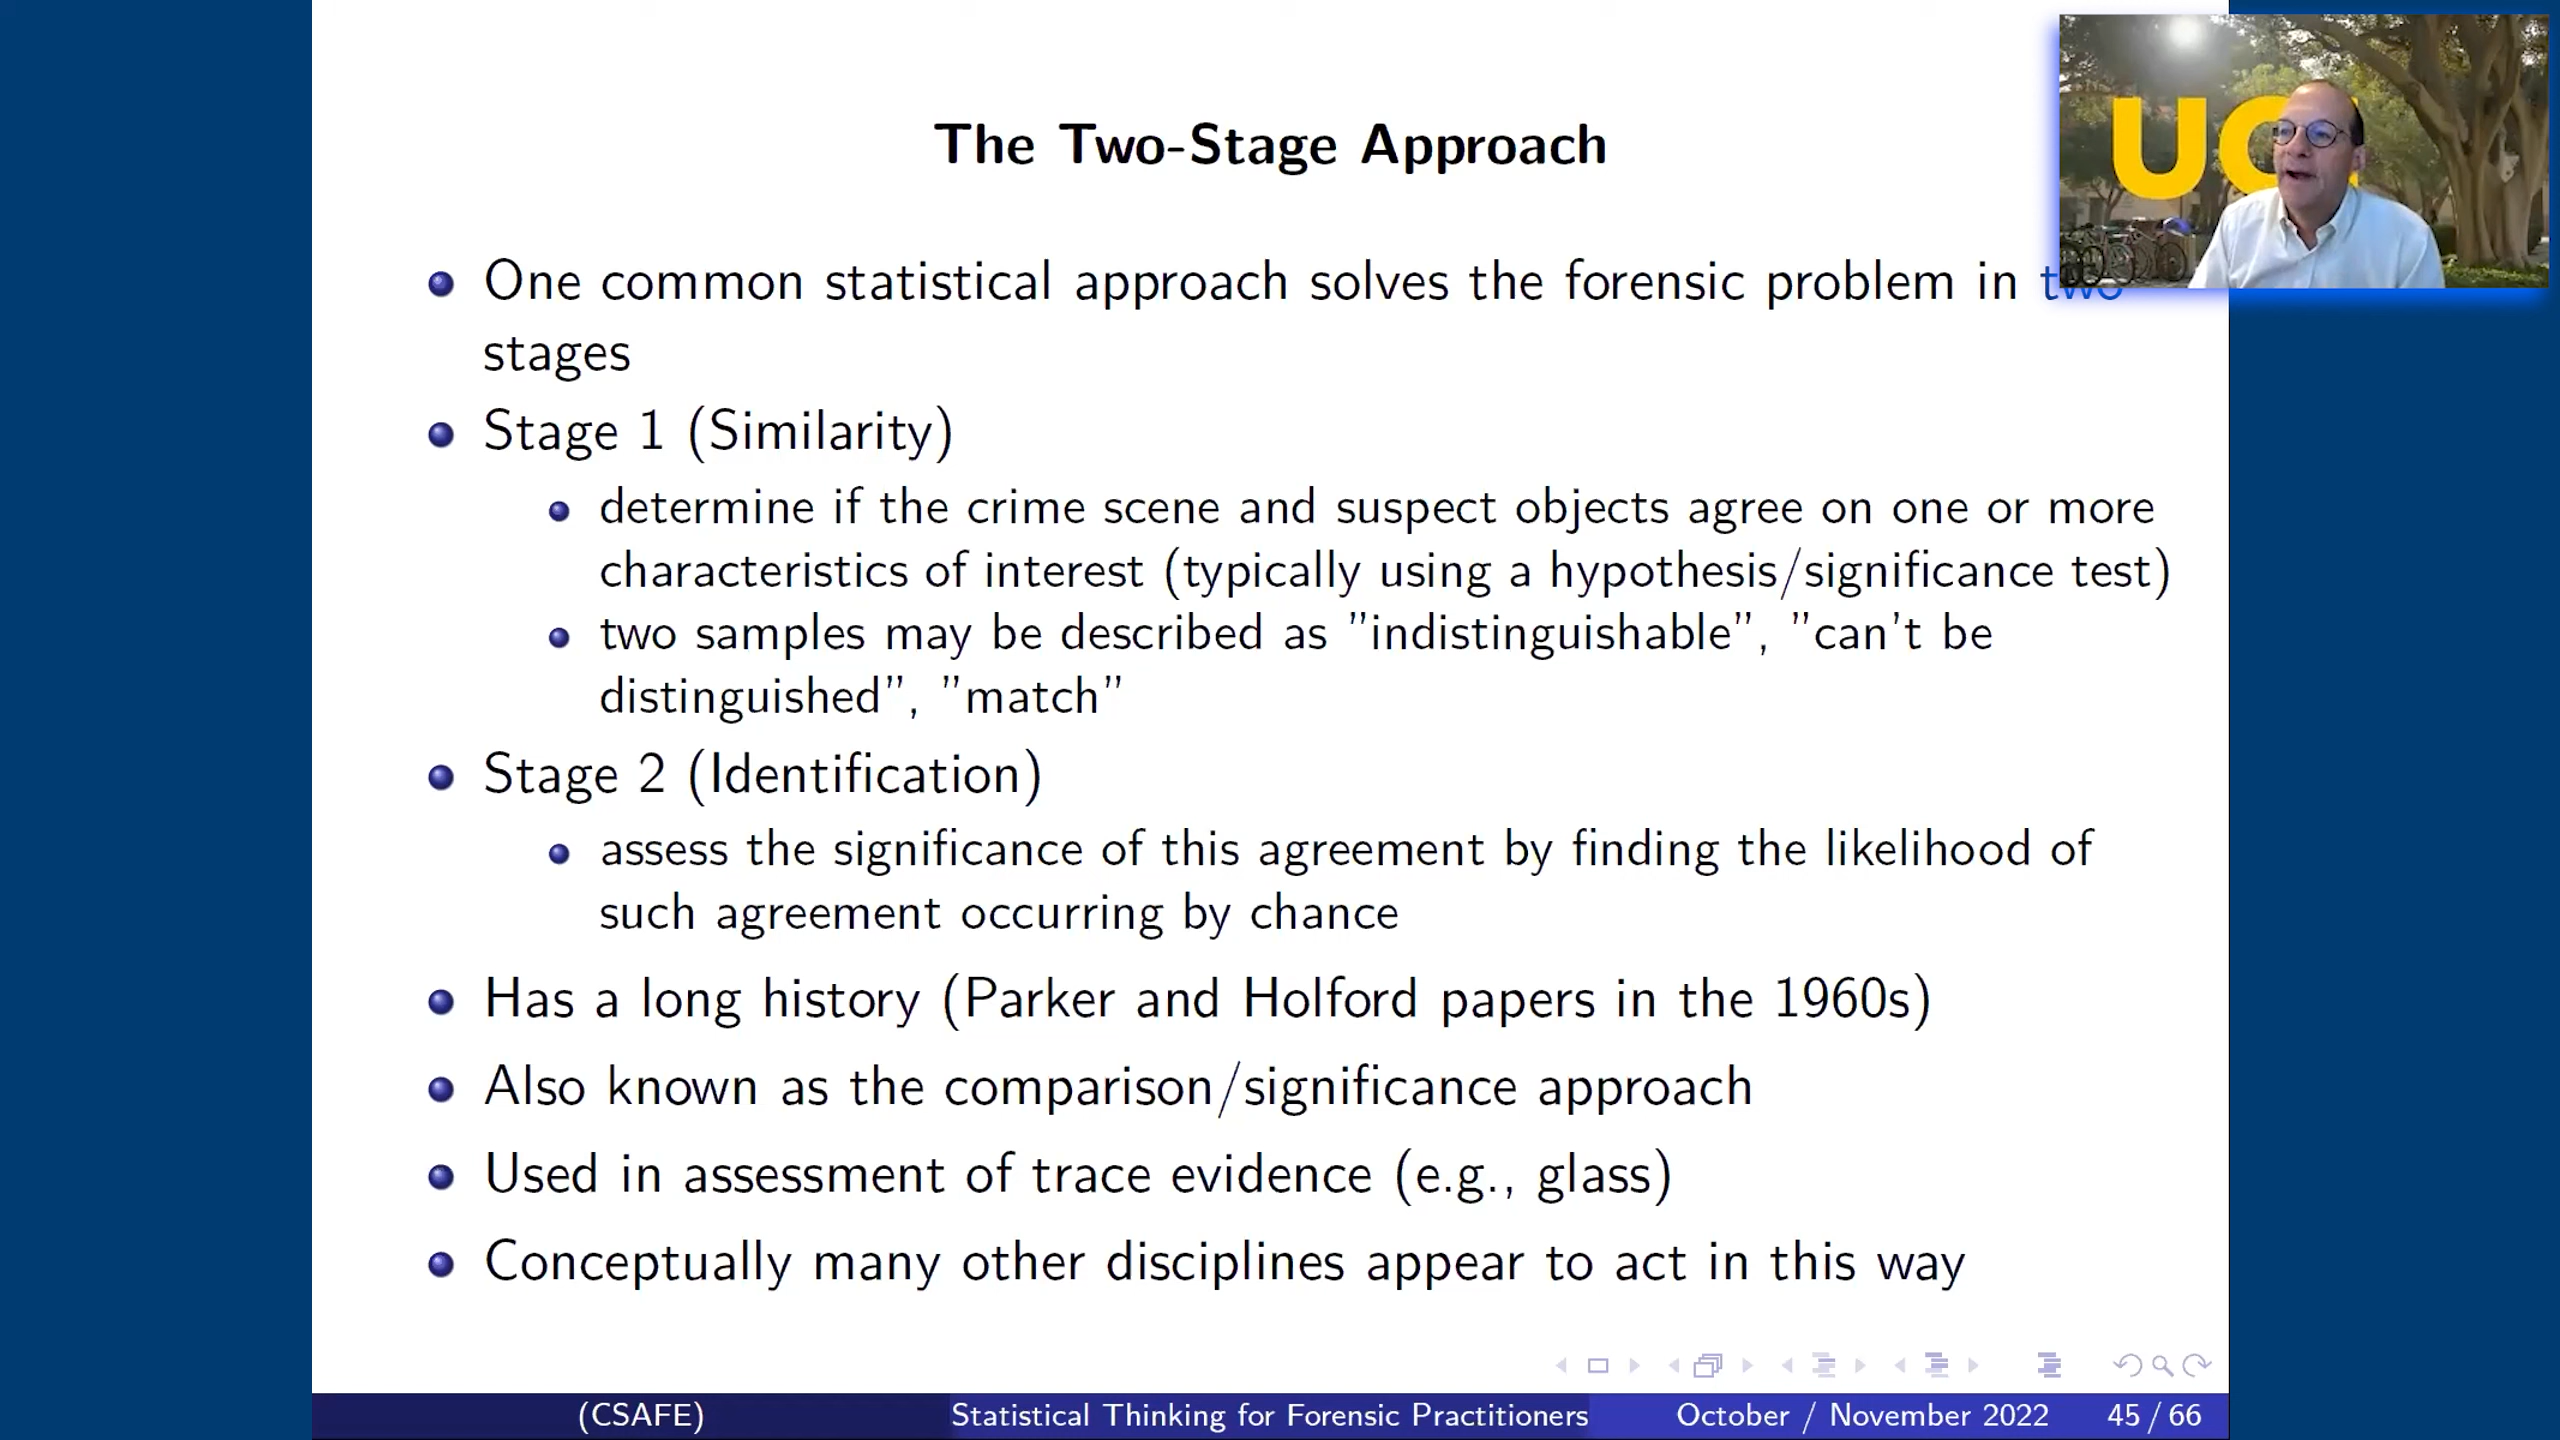 The Two-Stage Approach
One common statistical approach solves the forensic problem in two
stages
Stage 1 (Similarity)
determine if the crime scene and suspect objects agree on one or more
characteristics of interest (typically using a hypothesis/significance test)
two samples may be described as ”indistinguishable”, ”can't be
distinguished”, ”match”
Stage 2 (Identification)
assess the significance of this agreement by finding the likelihood of
such agreement occurring by chance
Has a long history (Parker and Holford papers in the 1960s)
Also known as the comparison/significance approach
Used in assessment of trace evidence (e.g., glass)
Conceptually many other disciplines appear to act in this way
(CSAFE)
Statistical Thinking for Forensic Practitioners
October / November 2022
45 / 66